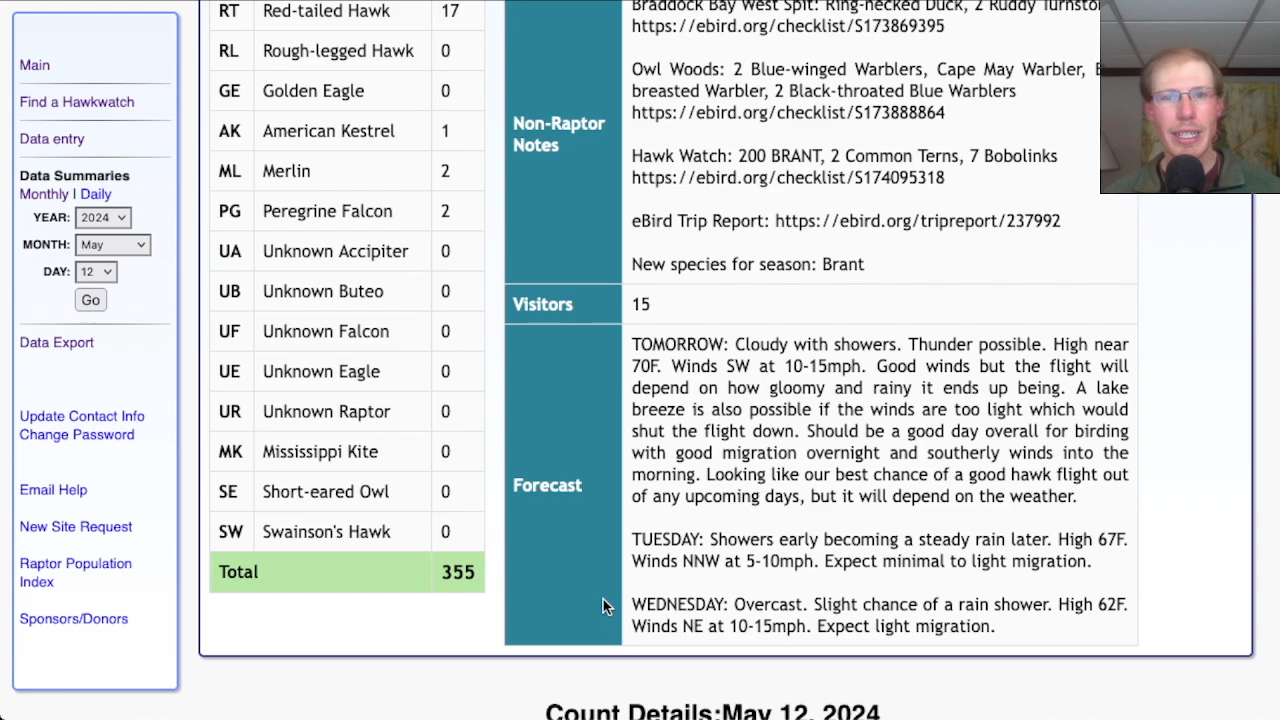 Main
Find a Hawkwatch
Data entry
Data Summaries
Monthly | Daily
YEAR: 2024
MONTH: May
DAY: 12
Go
Data Export
Update Contact Info
Change Password
Email Help
New Site Request
Raptor Population
Index
Sponsors/Donors
RT Red-tailed Hawk 17
RL Rough-legged Hawk 0
GE Golden Eagle 0
AK American Kestrel 1
ML Merlin 2
PG Peregrine Falcon 2
UA Unknown Accipiter 0
UB Unknown Buteo 0
UF Unknown Falcon 0
UE Unknown Eagle 0
UR Unknown Raptor 0
MK Mississippi Kite 0
SE Short-eared Owl 0
SW Swainson's Hawk 0
Total 355
Non-Raptor
Notes
Braddock Bay West Spit: Ring-necked Duck, 2 Ruddy
https://ebird.org/checklist/S173869395
Owl Woods: 2 Blue-winged Warblers, Cape May Warbler,
breasted Warbler, 2 Black-throated Blue Warblers
https://ebird.org/checklist/S173888864
Hawk Watch: 200 BRANT, 2 Common Terns, 7 Bobolinks
https://ebird.org/checklist/S174095318
eBird Trip Report: https://ebird.org/tripreport/237992
New species for season: Brant
Visitors
15
Forecast
TOMORROW: Cloudy with showers. Thunder possible. High near
70F. Winds SW at 10-15mph. Good winds but the flight will
depend on how gloomy and rainy it ends up being. A lake
breeze is also possible if the winds are too light which would
shut the flight down. Should be a good day overall for birding
with good migration overnight and southerly winds into the
morning. Looking like our best chance of a good hawk flight out
of any upcoming days, but it will depend on the weather.
TUESDAY: Showers early becoming a steady rain later. High 67F.
Winds NNW at 5-10mph. Expect minimal to light migration.
WEDNESDAY: Overcast. Slight chance of a rain shower. High 62F.
Winds NE at 10-15mph. Expect light migration.
Count Details:May 12, 2024